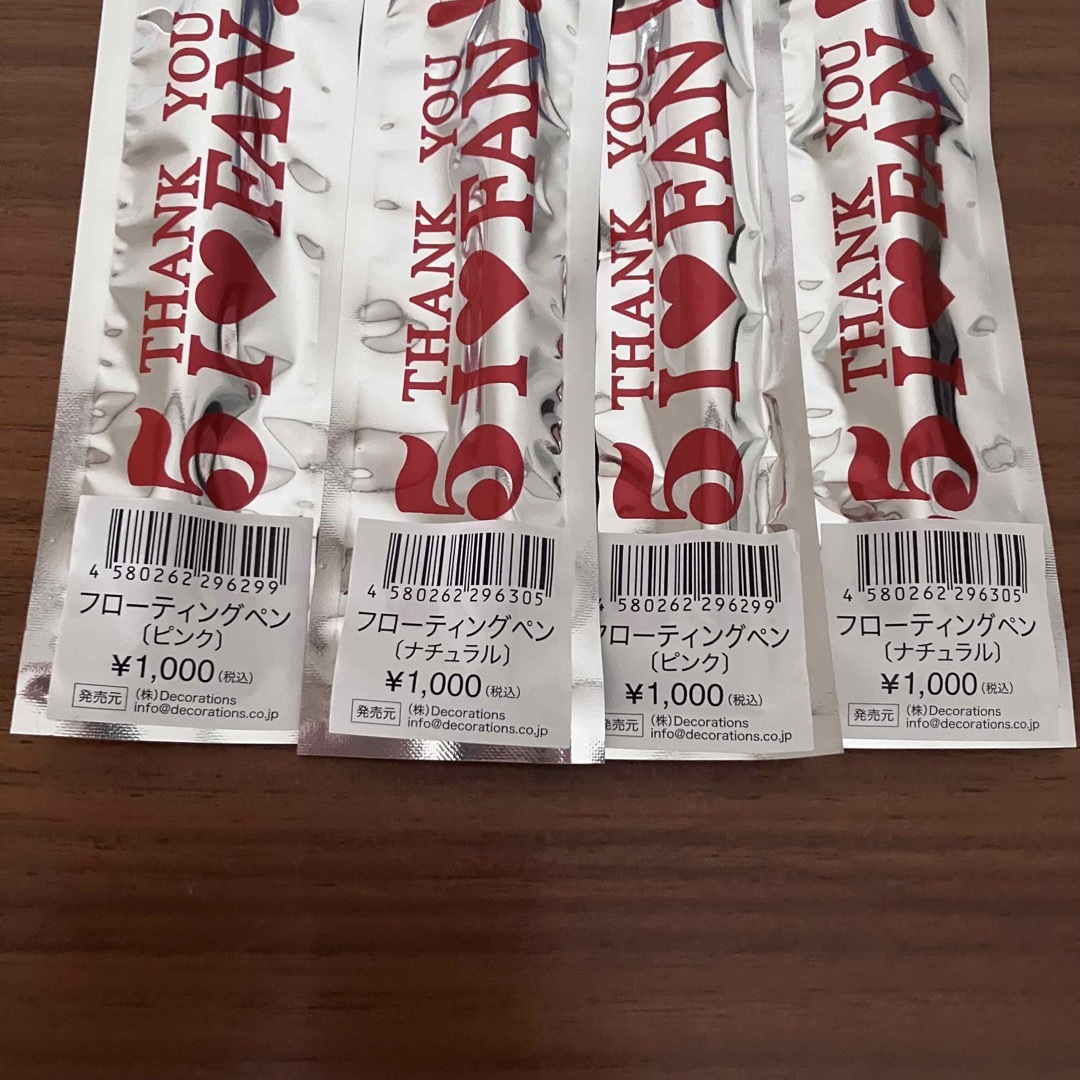 THANK YOU
I♥FAN!
5
4 580262 296299
フローティングペン
〔ピンク〕
¥1,000(税込)
発売元
(株)Decorations
info@decorations.co.jp
THANK YOU
I♥FAN!
5
4 580262 296305
フローティングペン
〔ナチュラル〕
¥1,000(税込)
発売元
(株)Decorations
info@decorations.co.jp
THANK YOU
I♥FAN!
5
4 580262 296299
フローティングペン
〔ピンク〕
¥1,000(税込)
発売元
(株)Decorations
info@decorations.co.jp
THANK YOU
I♥FAN!
5
4 580262 296305
フローティングペン
〔ナチュラル〕
¥1,000(税込)
発売元
(株)Decorations
info@decorations.co.jp